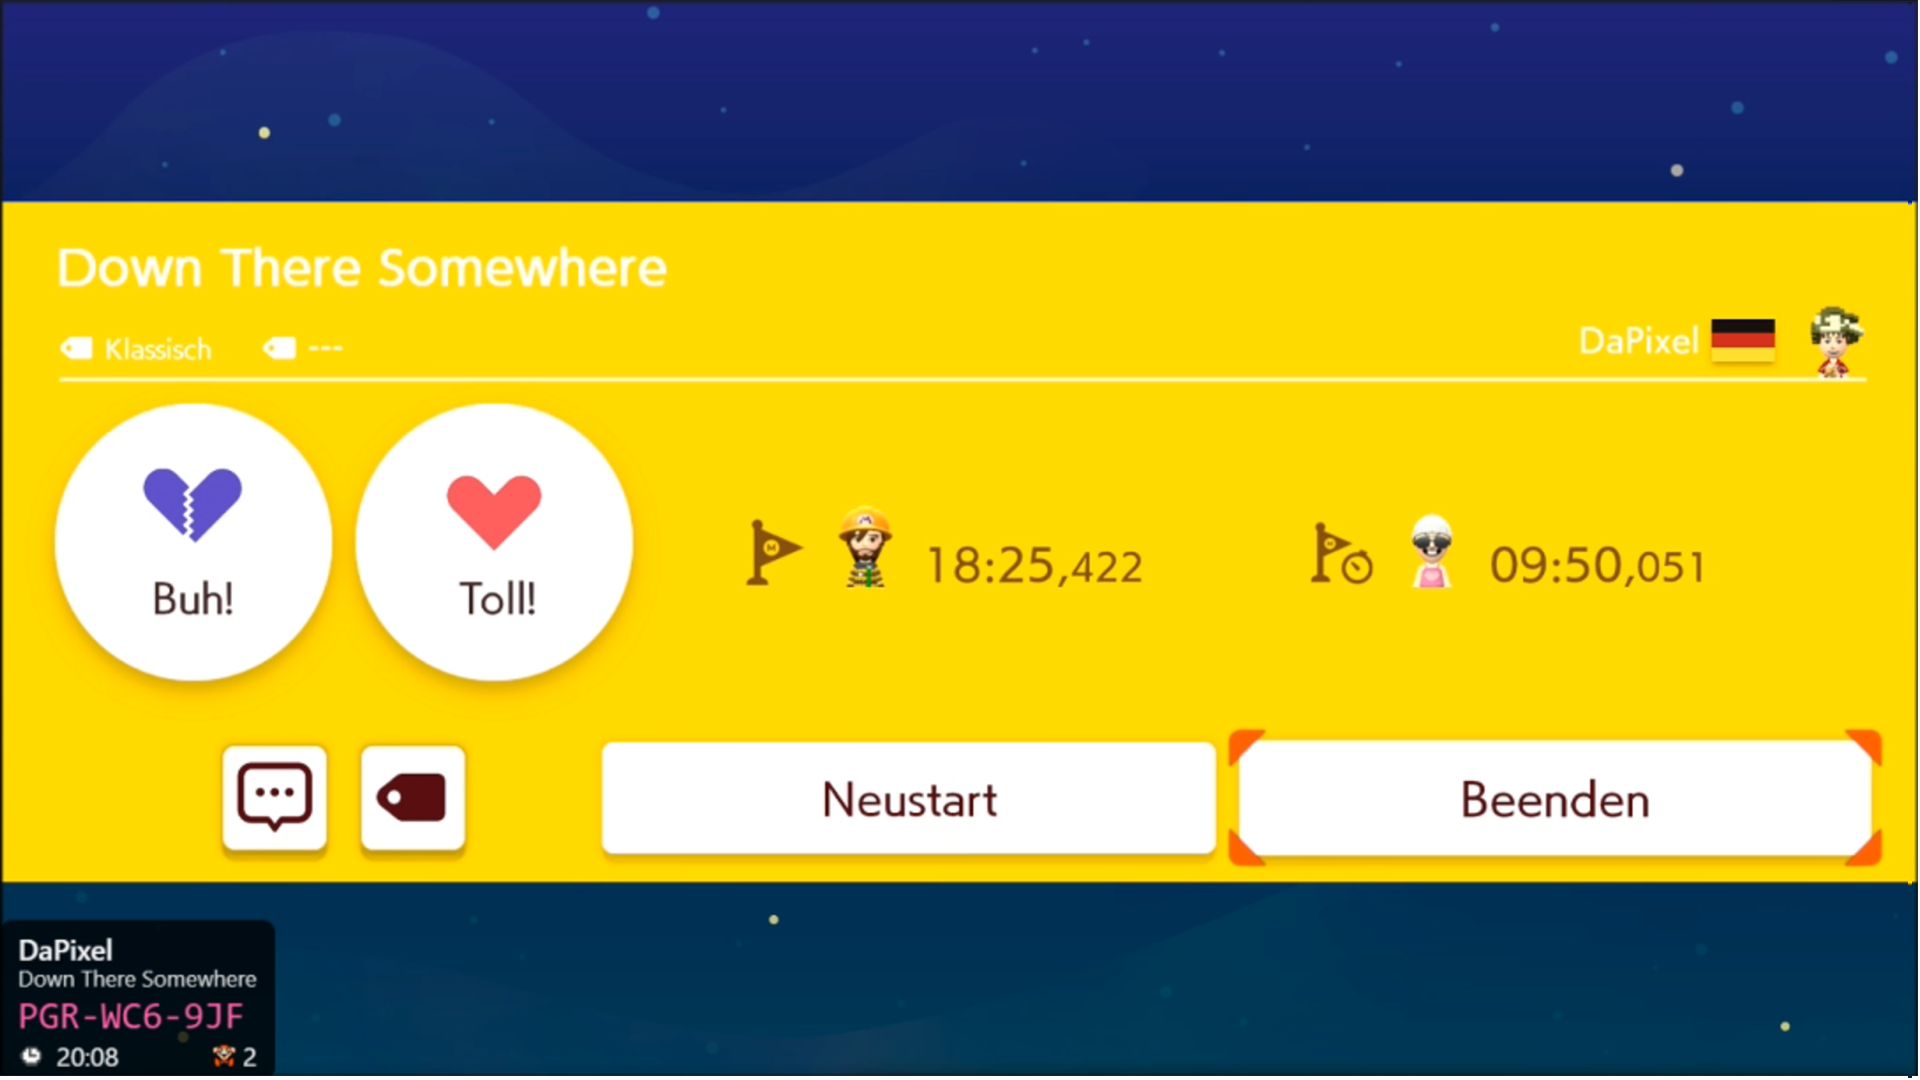 Down There Somewhere
Klassisch ---
DaPixel
Buh!
Toll!
18:25,422
09:50,051
Neustart
Beenden
DaPixel
Down There Somewhere
PGR-WC6-9JF
20:08 2